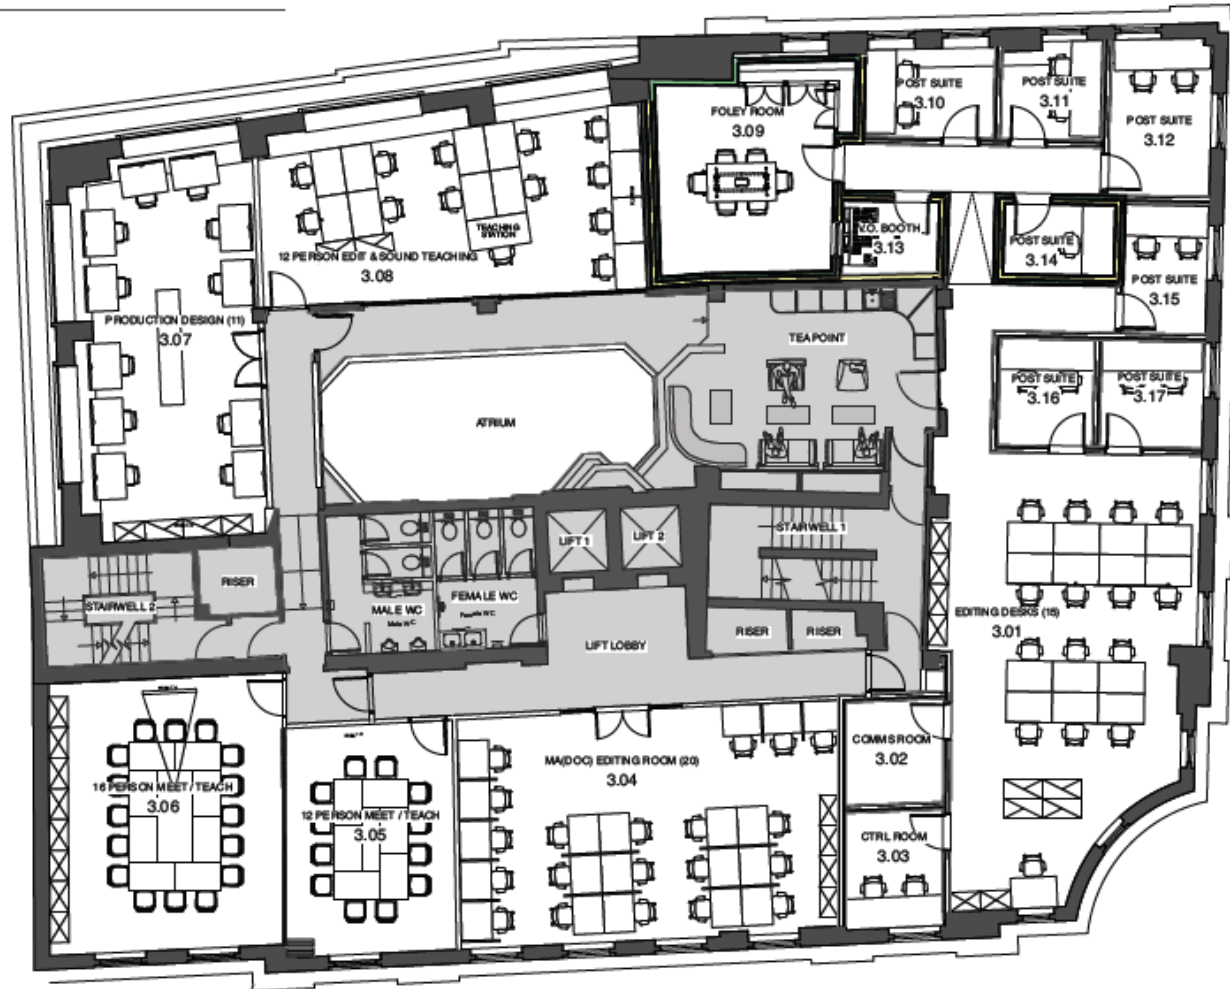 POST SUITE
3.10
POST SUITE
3.11
POST SUITE
3.12
FOLEY ROOM
3.09
TEACHING
STATION
12 PERSON EDIT & SOUND TEACHING
3.08
V.O. BOOTH
3.13
POST SUITE
3.14
POST SUITE
3.15
PRODUCTION DESIGN (11)
3.07
TEAPOINT
POST SUITE
3.16
POST SUITE
3.17
ATRIUM
LIFT 1
LIFT 2
STAIRWELL 1
RISER
STAIRWELL 2
MALE WC
Male WC
FEMALE WC
Female WC
LIFT LOBBY
RISER
RISER
EDITING DESKS (15)
3.01
COMMS ROOM
3.02
MA(DOC) EDITING ROOM (20)
3.04
16 PERSON MEET / TEACH
3.06
12 PERSON MEET / TEACH
3.05
CTRL ROOM
3.03